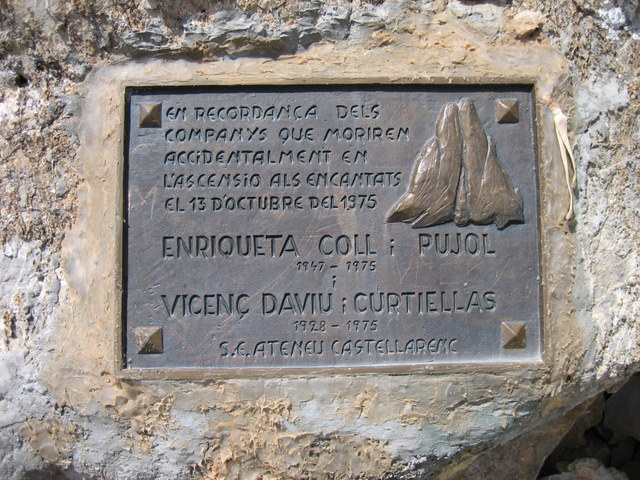 EN RECORDANÇA DELS
COMPANYS QUE MORIREN
ACCIDENTALMENT EN
L'ASCENSIO ALS ENCANTATS
EL 13 D'OCTUBRE DEL 1975
ENRIQUETA COLL i PUJOL
1947 - 1975
i
VICENÇ DAVIU i CURTIELLAS
1928 - 1975
S.E. ATENEU CASTELLARENC